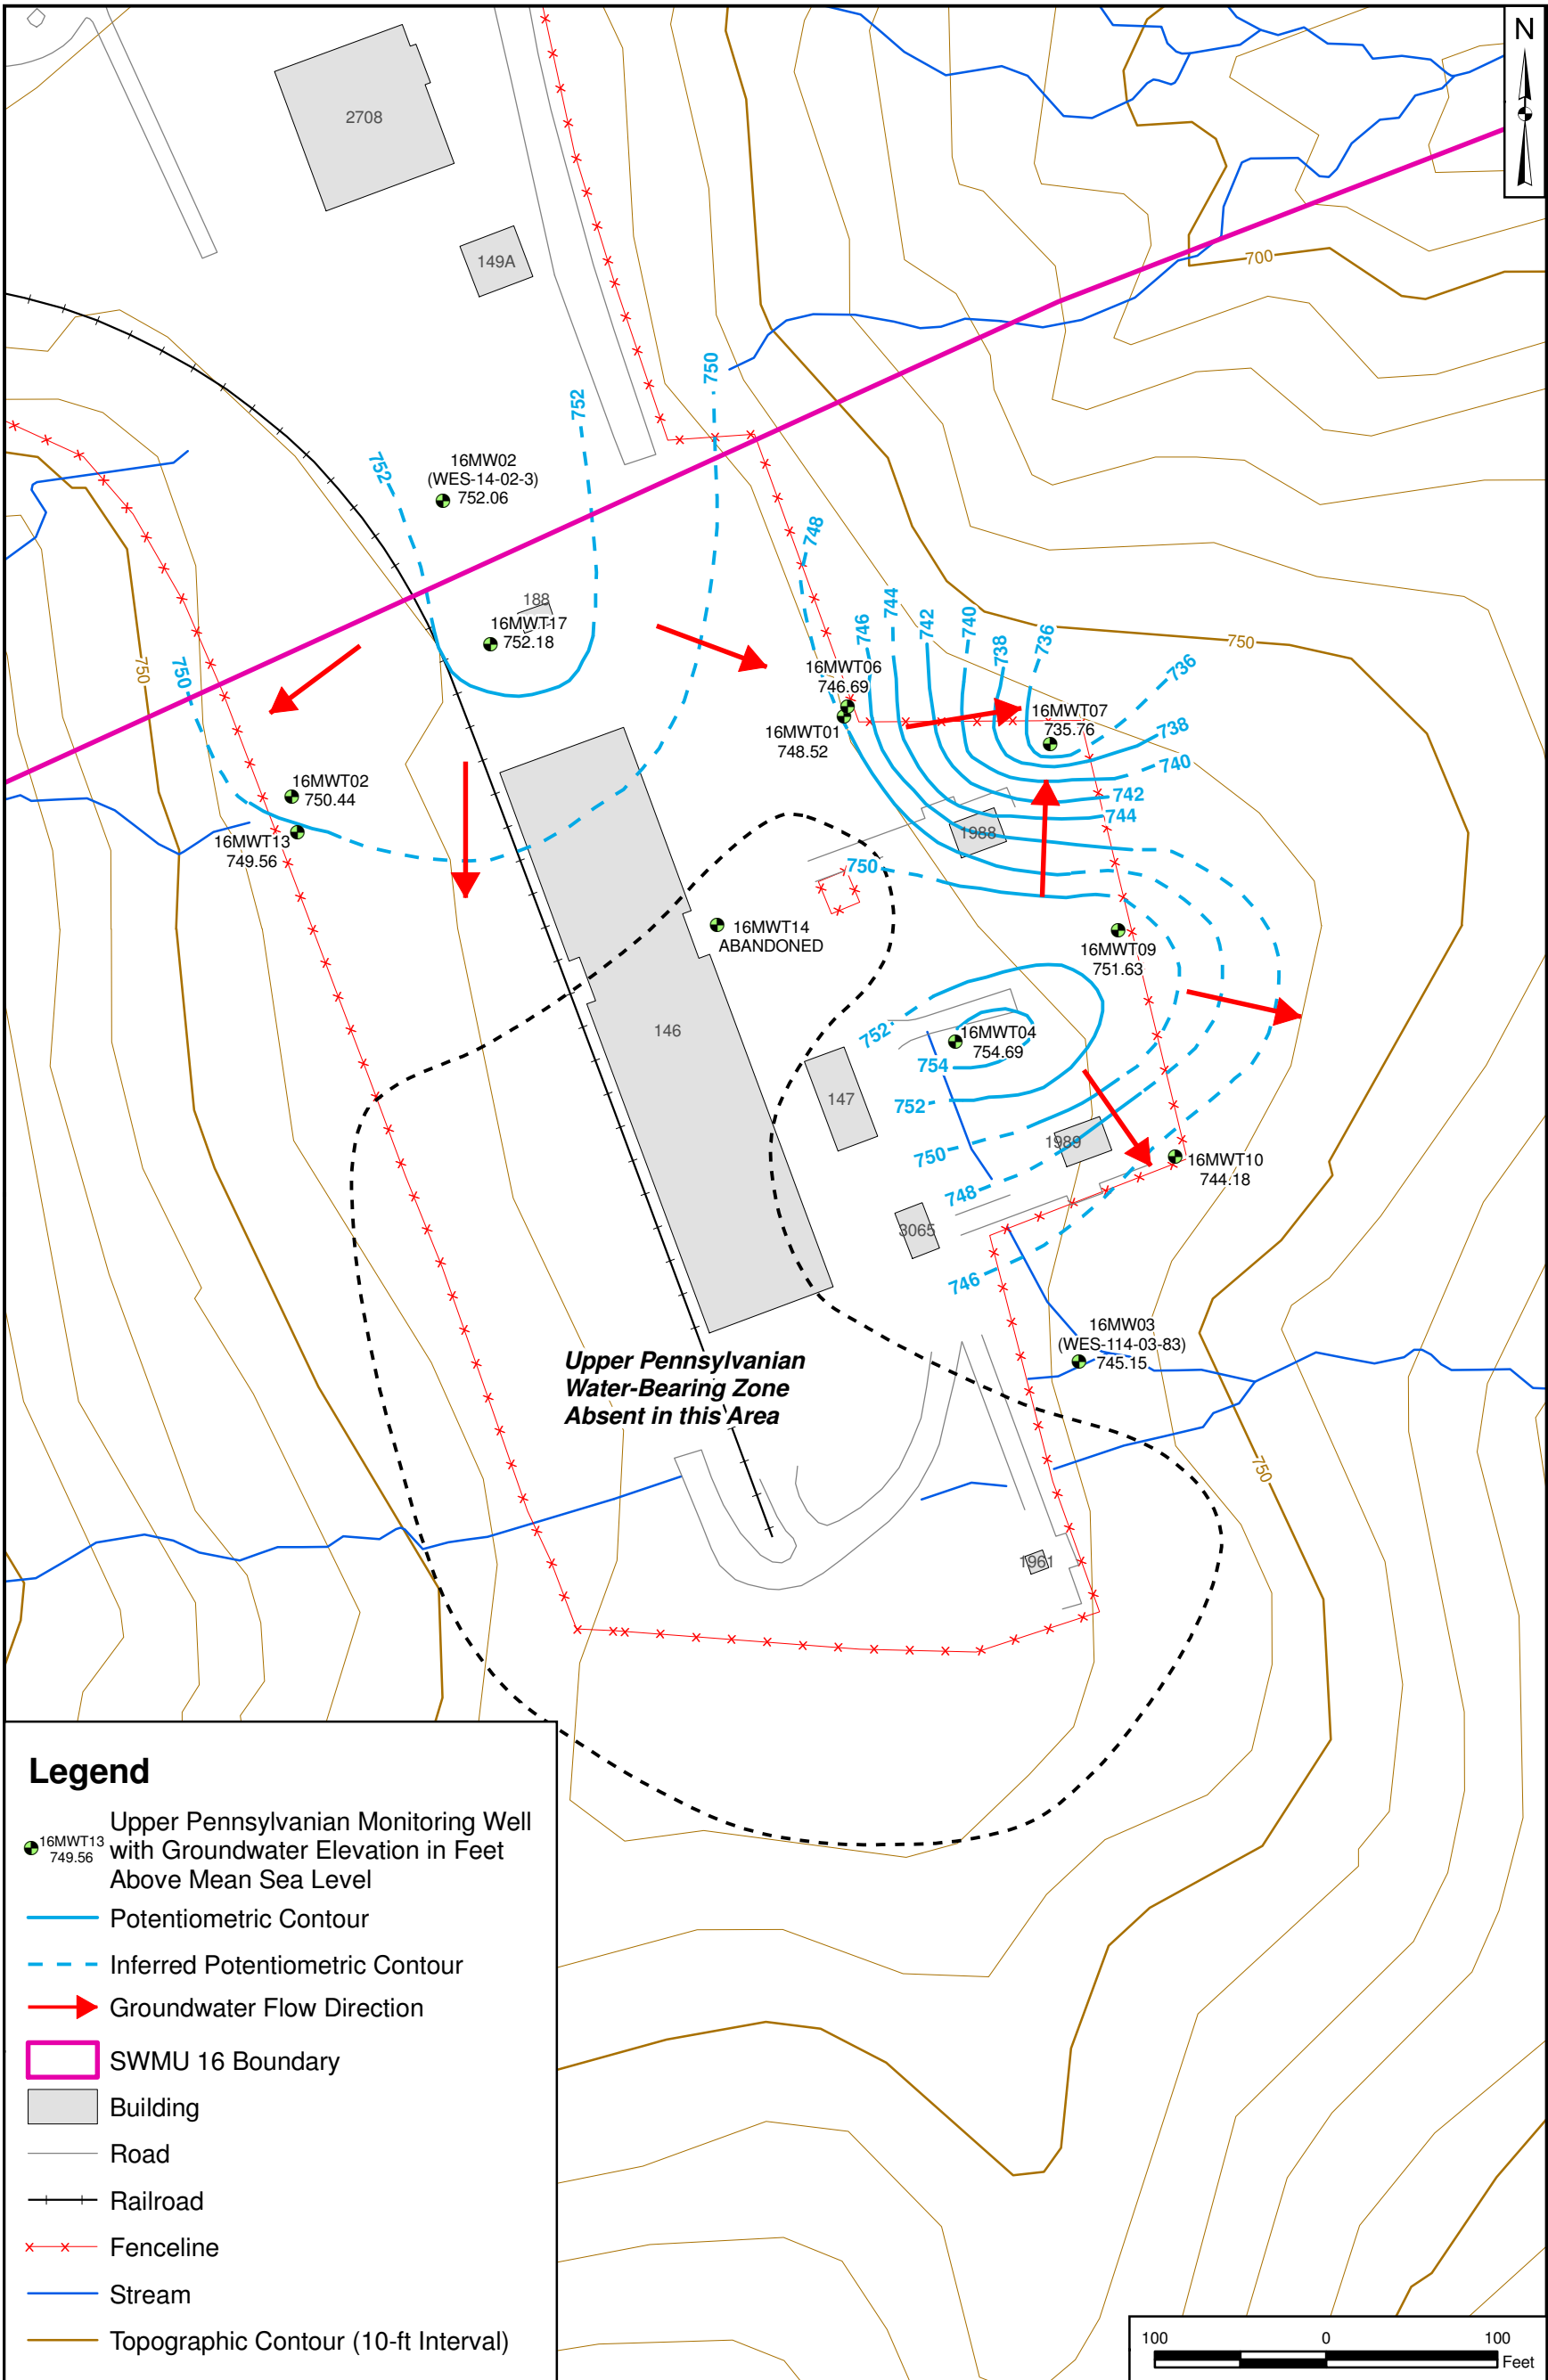 N
2708
149A
700
750
752
752
16MW02
(WES-14-02-3)
752.06
748
188
16MWT17
752.18
746
744
742
740
738
736
736
750
750
750
16MWT06
746.69
16MWT01
748.52
16MWT07
735.76
738
740
742
744
16MWT02
750.44
16MWT13
749.56
1988
750
16MWT14
ABANDONED
16MWT09
751.63
146
752
16MWT04
754.69
754
147
752
750
1989
748
16MWT10
744.18
3065
746
16MW03
(WES-114-03-83)
745.15
Upper Pennsylvanian
Water-Bearing Zone
Absent in this Area
750
1961
Legend
16MWT13
749.56
Upper Pennsylvanian Monitoring Well
with Groundwater Elevation in Feet
Above Mean Sea Level
Potentiometric Contour
Inferred Potentiometric Contour
Groundwater Flow Direction
SWMU 16 Boundary
Building
Road
Railroad
Fenceline
Stream
Topographic Contour (10-ft Interval)
100 0 100
Feet